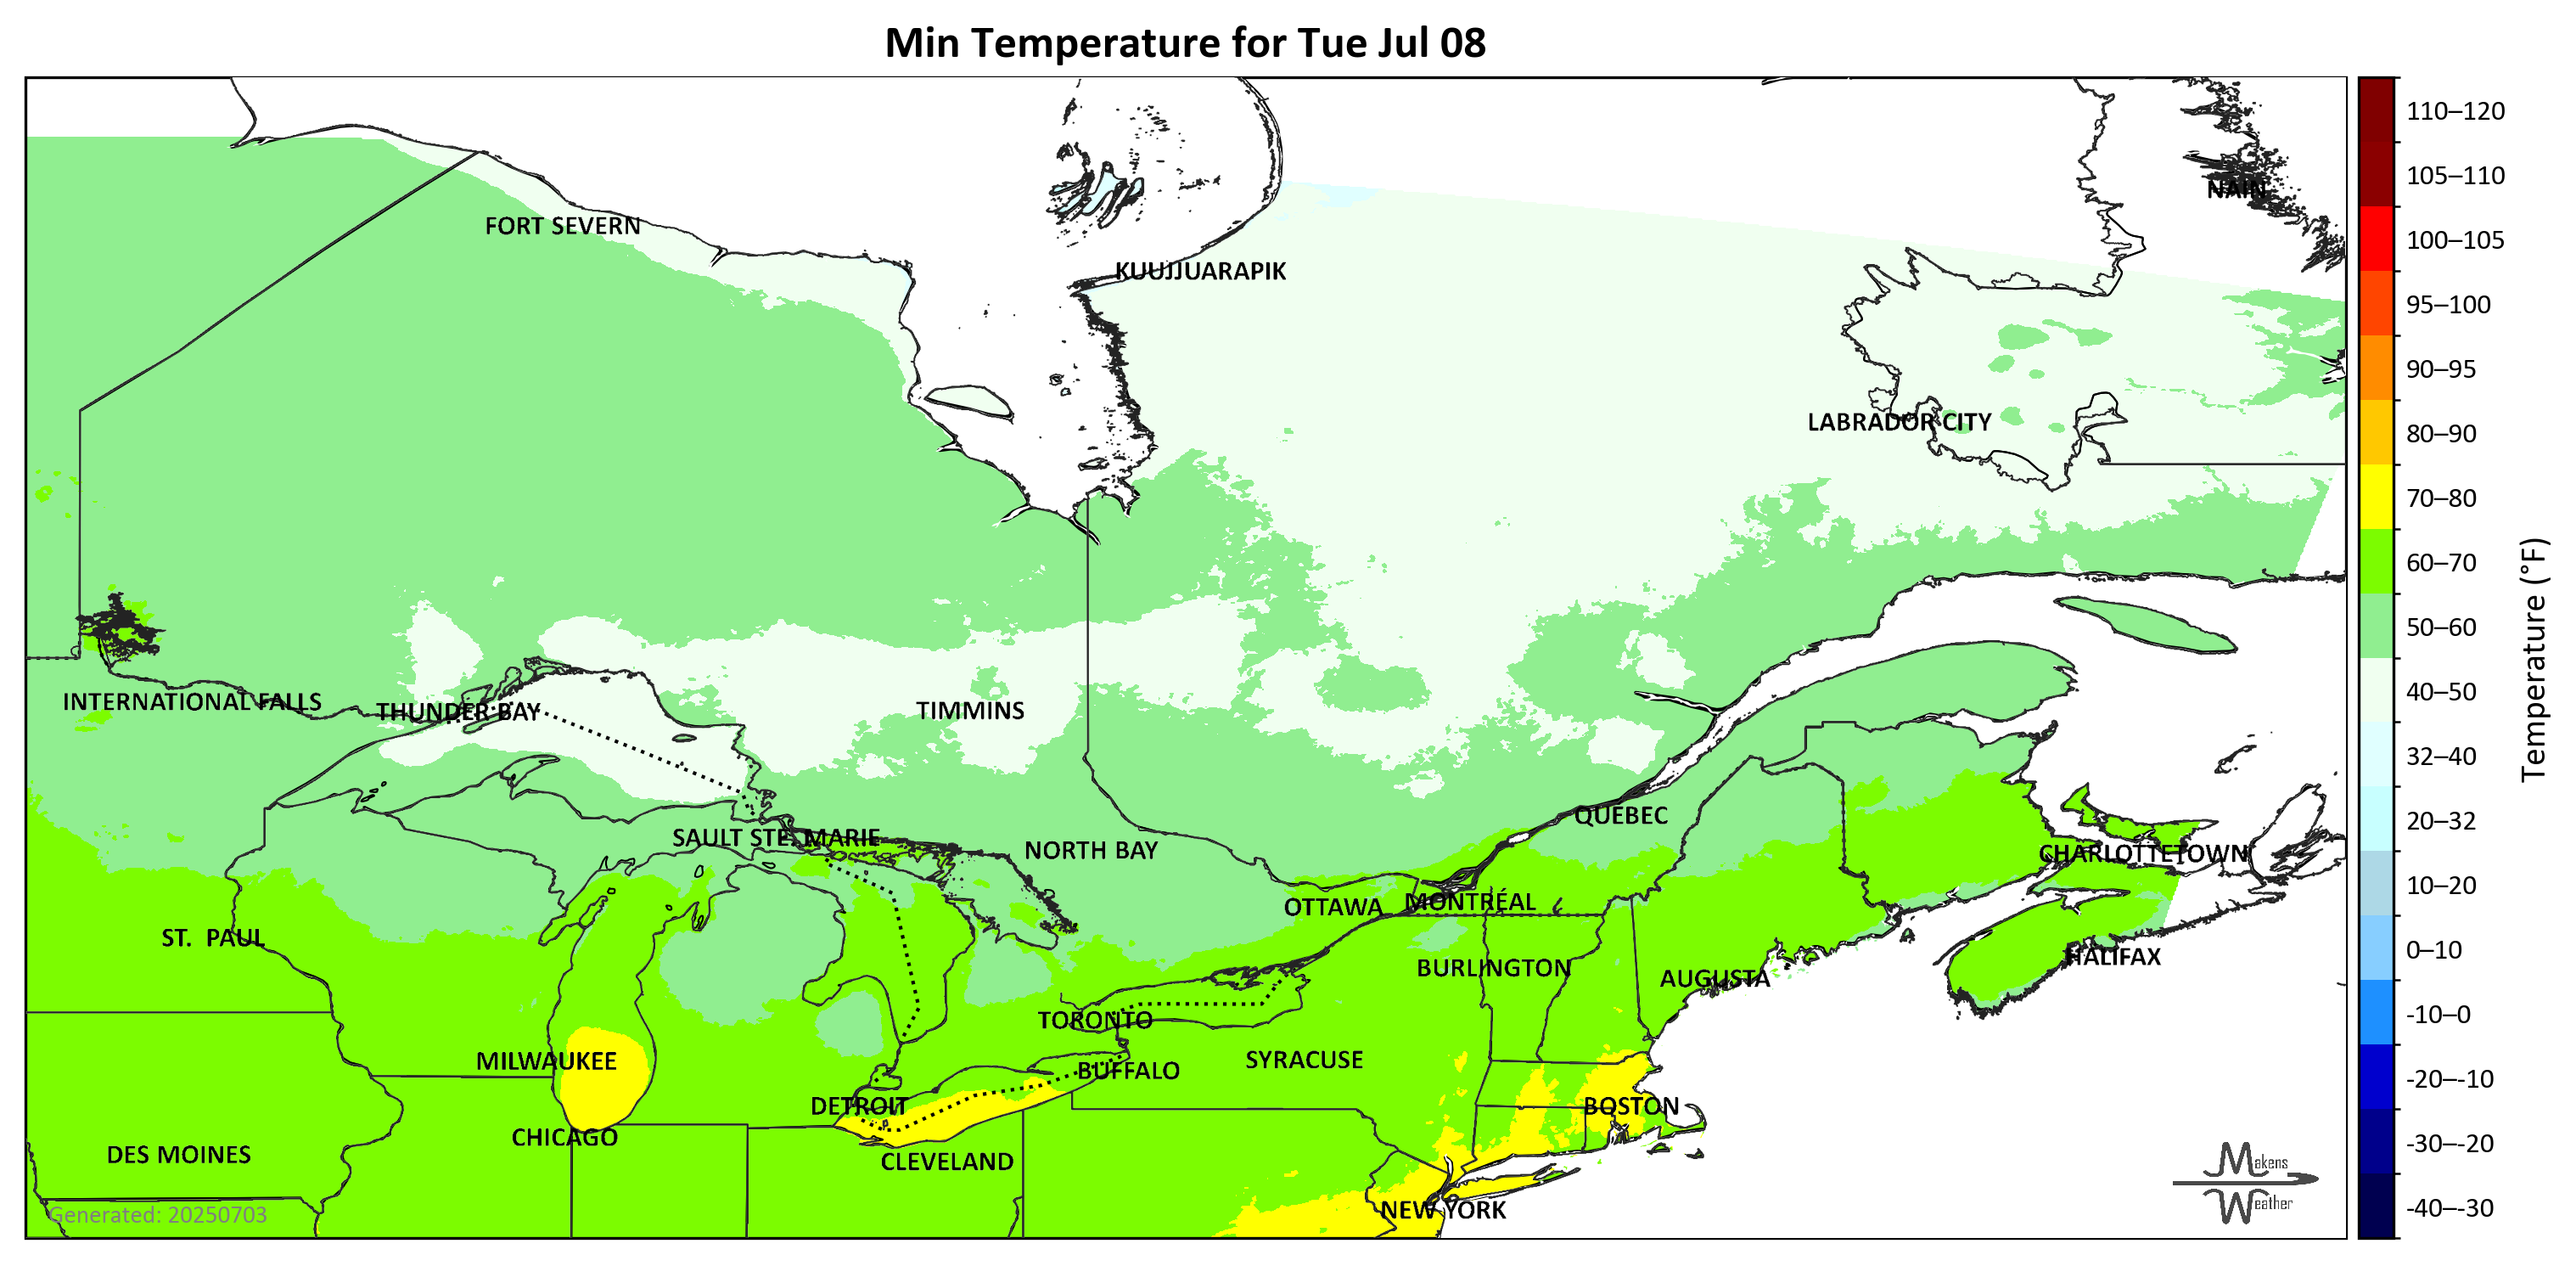 Min Temperature for Tue Jul 08
110–120
105–110
NAIN
FORT SEVERN
100–105
KUUJJUARAPIK
95–100
90–95
LABRADOR CITY
80–90
70–80
60–70
50–60
INTERNATIONAL FALLS
THUNDER BAY
TIMMINS
40–50
Temperature (°F)
32–40
QUÉBEC
20–32
SAULT STE. MARIE
NORTH BAY
CHARLOTTETOWN
10–20
OTTAWA
MONTRÉAL
ST. PAUL
BURLINGTON
HALIFAX
0–10
AUGUSTA
TORONTO
-10–0
MILWAUKEE
BUFFALO
SYRACUSE
-20–-10
DETROIT
BOSTON
CHICAGO
DES MOINES
CLEVELAND
-30–-20
Makens
Weather
NEW YORK
Generated: 20250703
-40–-30